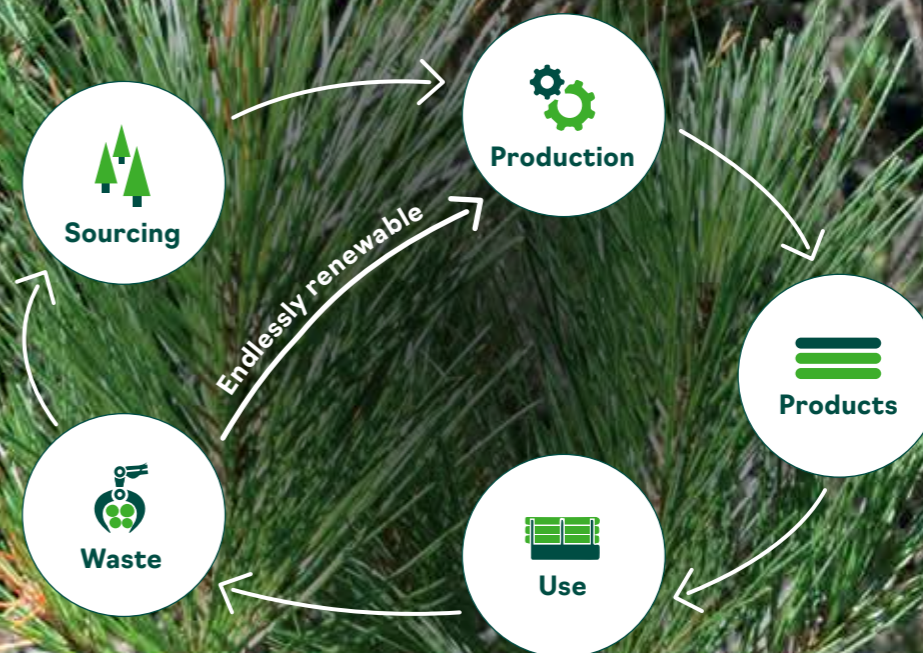 Production
Sourcing
Endlessly renewable
Products
Waste
Use